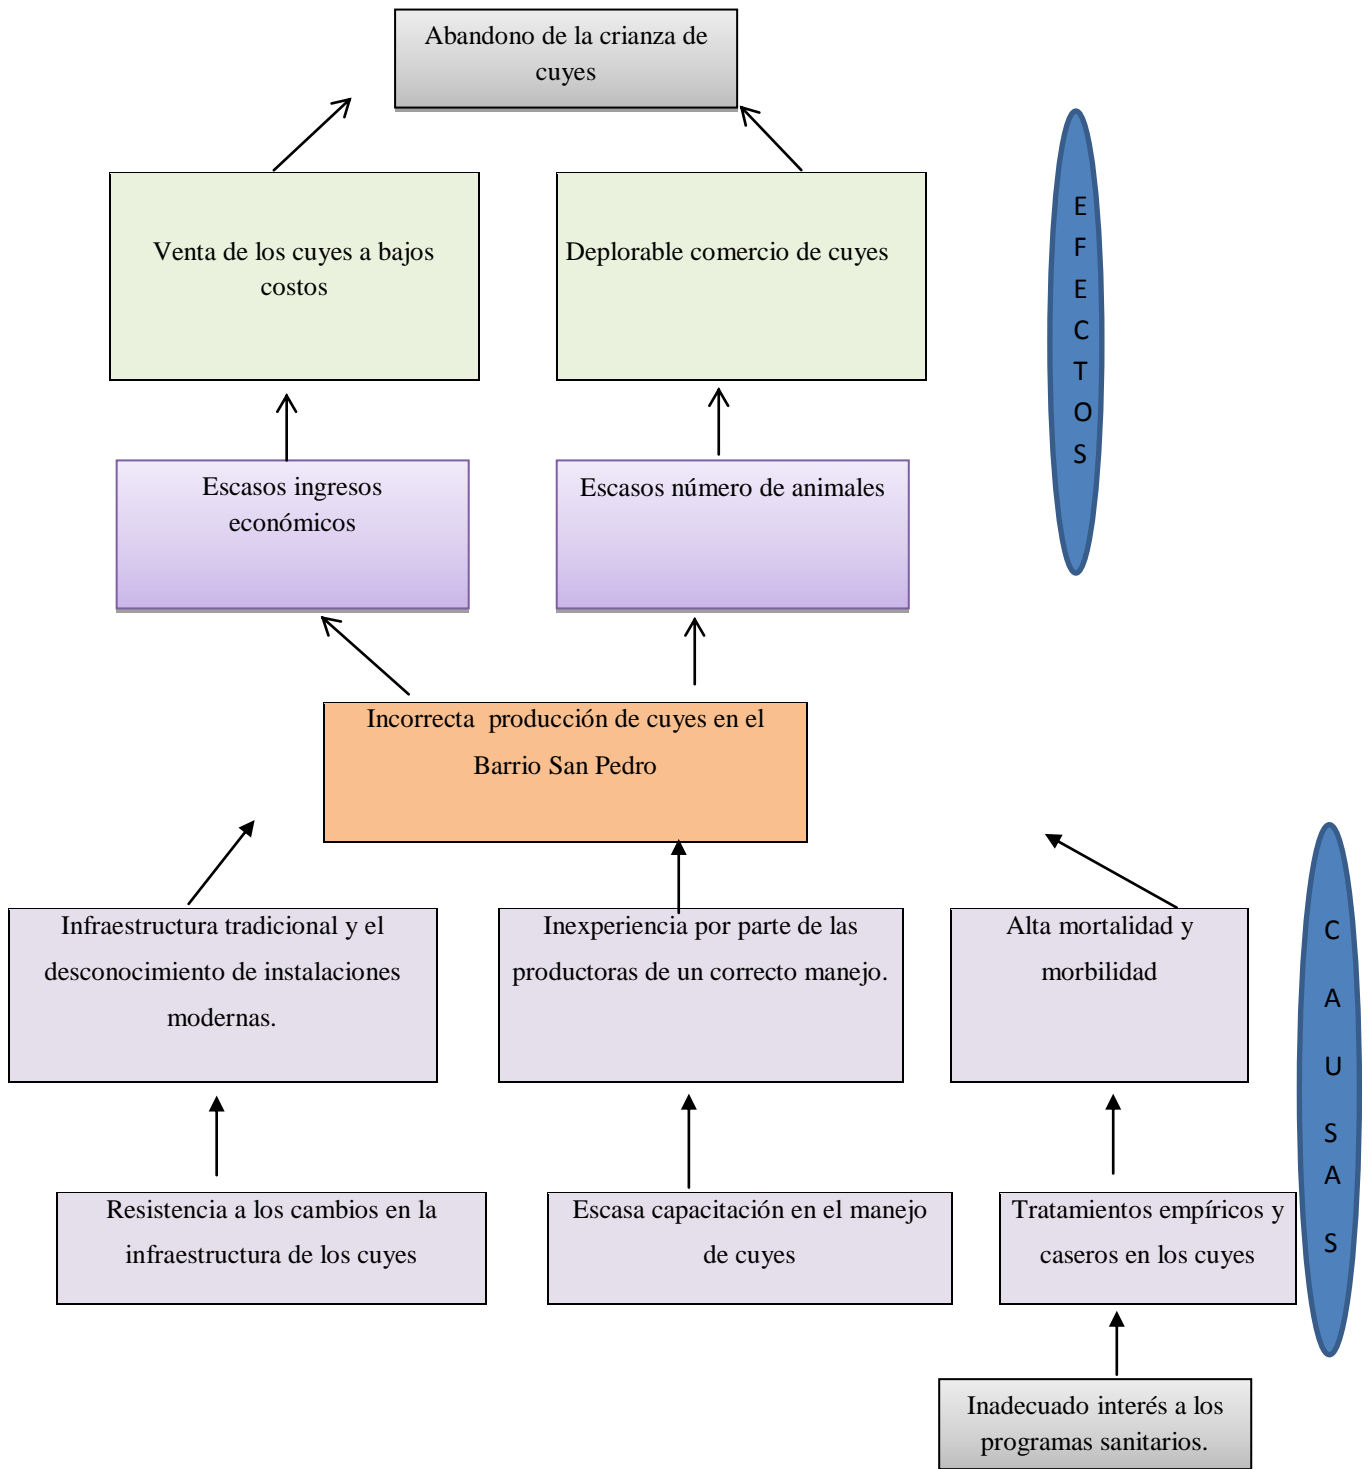 Abandono de la crianza de
cuyes
Venta de los cuyes a bajos
costos
Deplorable comercio de cuyes
E
F
E
C
T
O
S
Escasos ingresos
económicos
Escasos número de animales
Incorrecta producción de cuyes en el
Barrio San Pedro
Infraestructura tradicional y el
desconocimiento de instalaciones
modernas.
Inexperiencia por parte de las
productoras de un correcto manejo.
Alta mortalidad y
morbilidad
C
A
U
S
A
S
Resistencia a los cambios en la
infraestructura de los cuyes
Escasa capacitación en el manejo
de cuyes
Tratamientos empíricos y
caseros en los cuyes
Inadecuado interés a los
programas sanitarios.